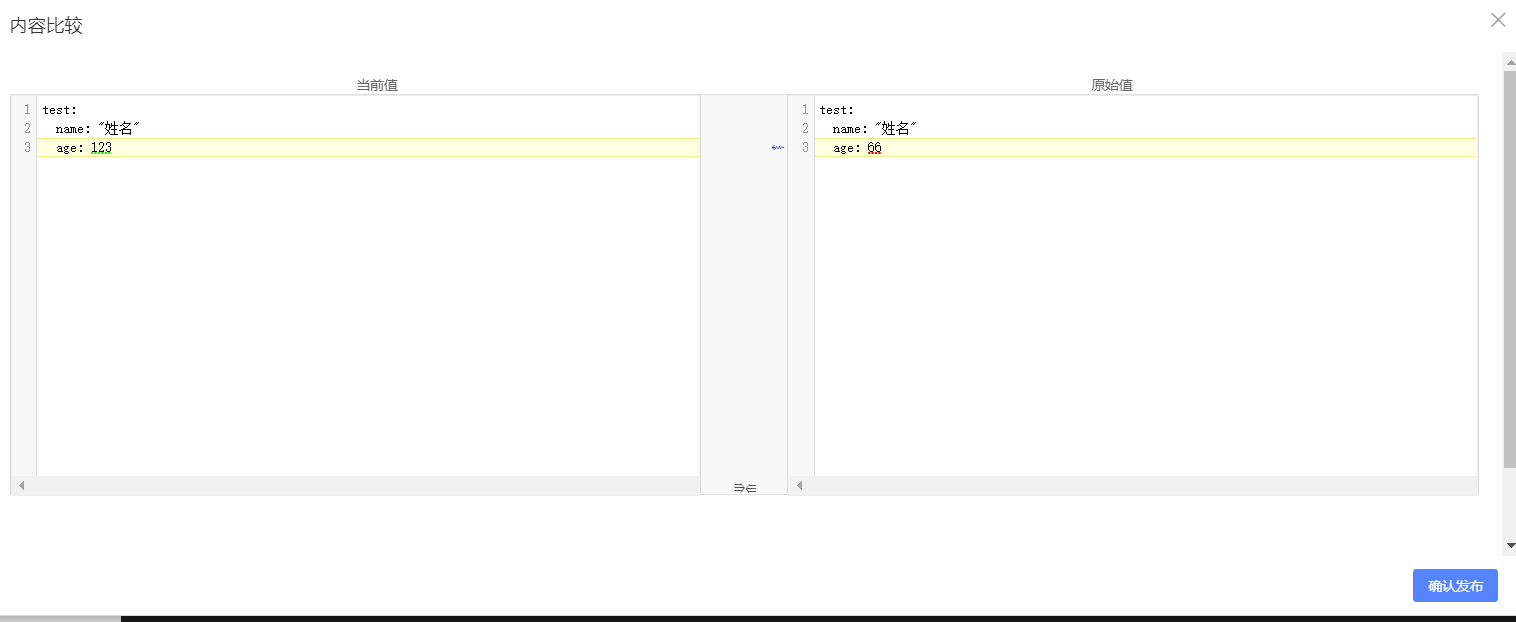 内容比较
当前值
原始值
1 test:
2 name: "姓名"
3 age: 123
1 test:
2 name: "姓名"
3 age: 66
确认发布